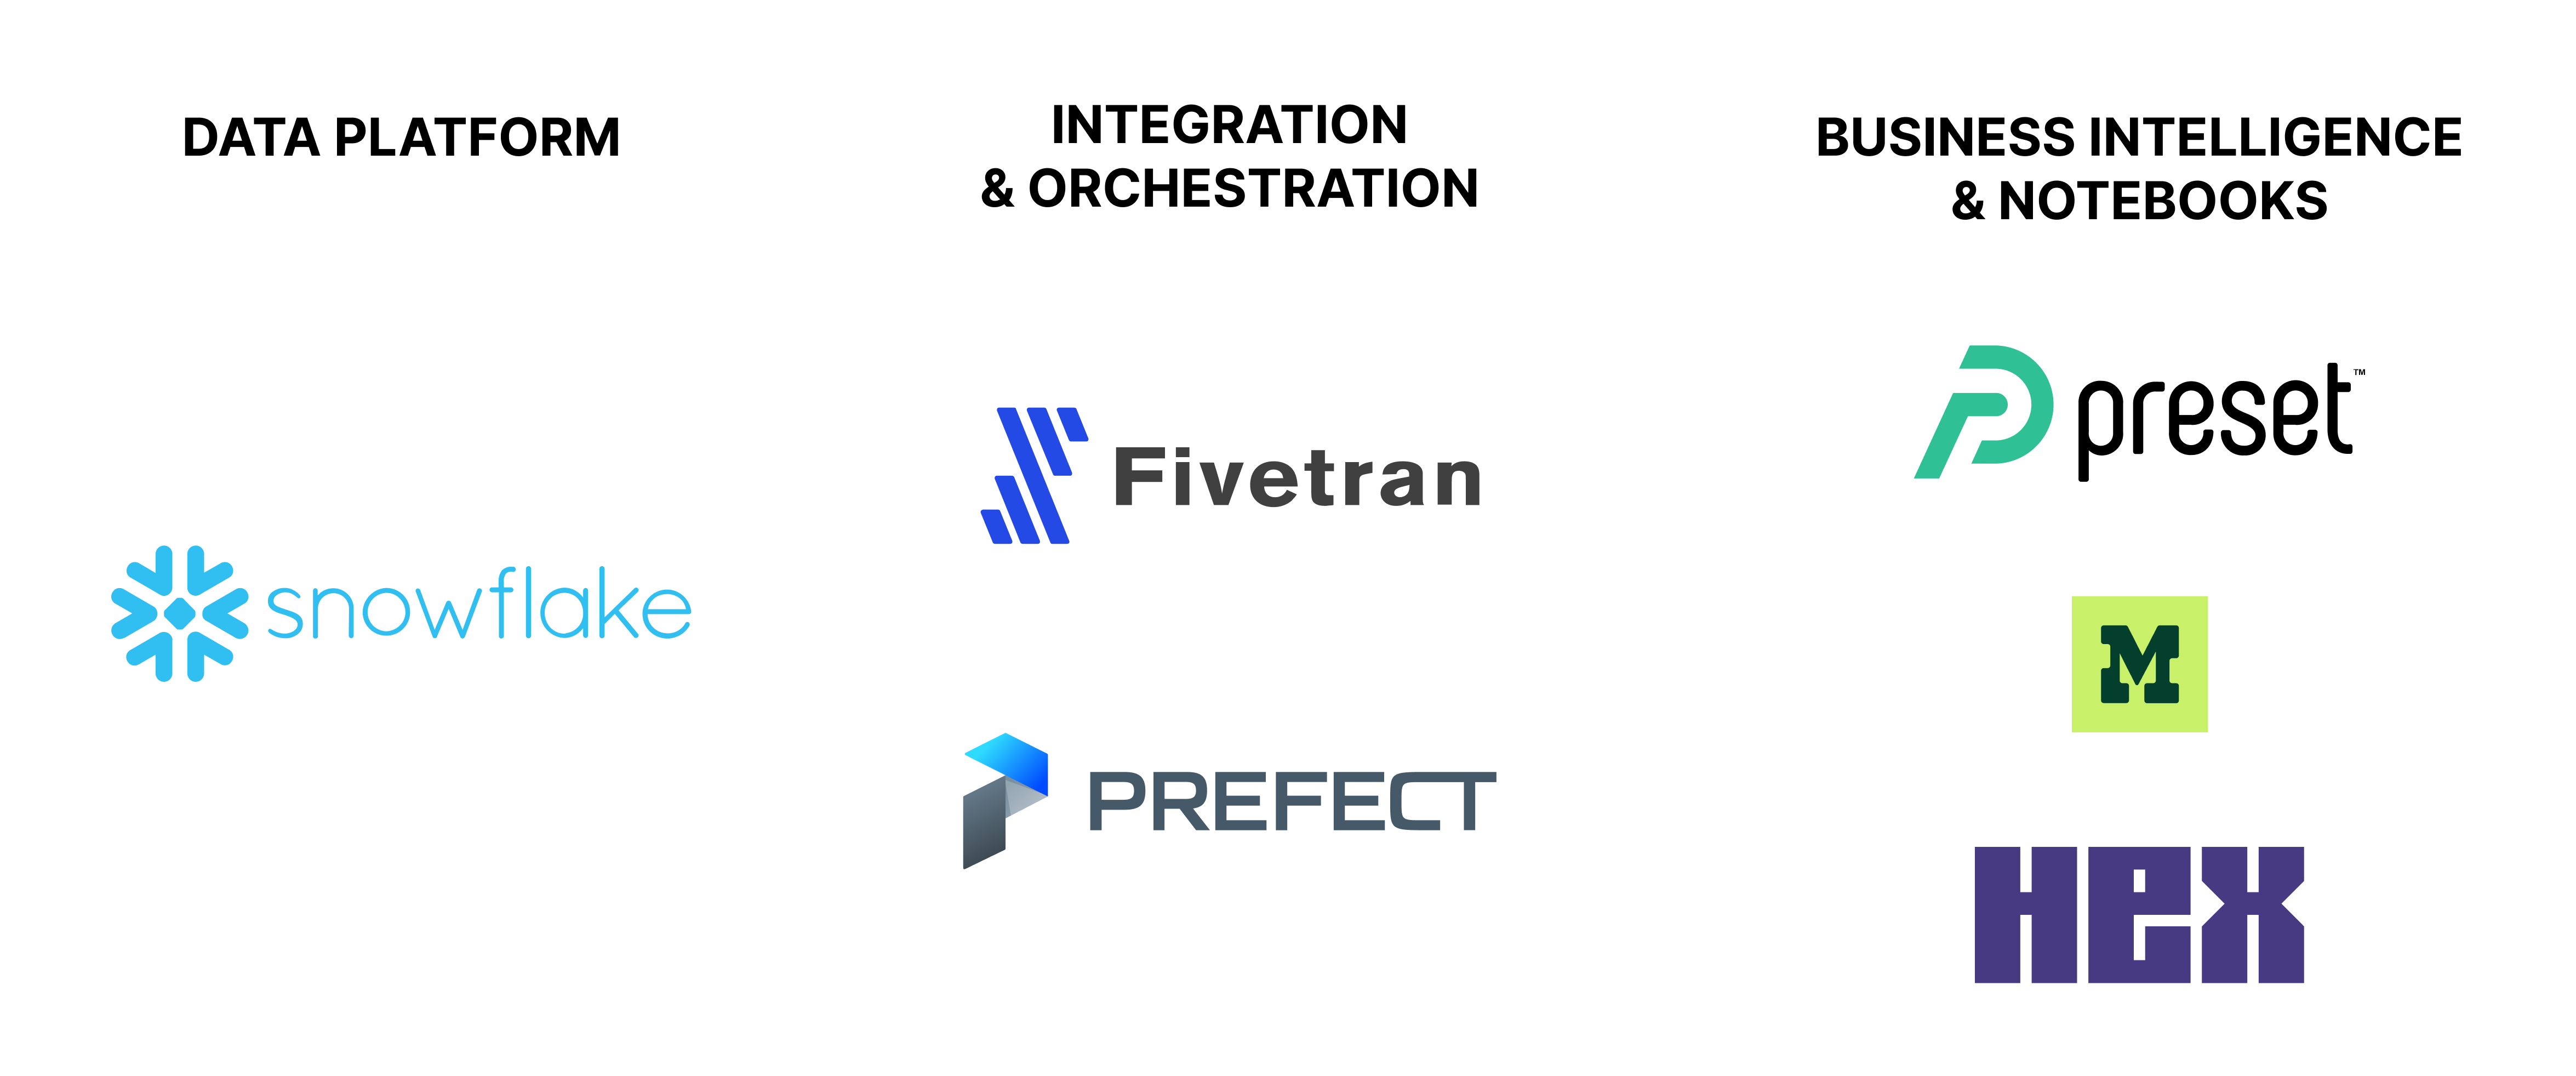 DATA PLATFORM
INTEGRATION
& ORCHESTRATION
BUSINESS INTELLIGENCE
& NOTEBOOKS
snowflake
Fivetran
PREFECT
preset™
M
HEX